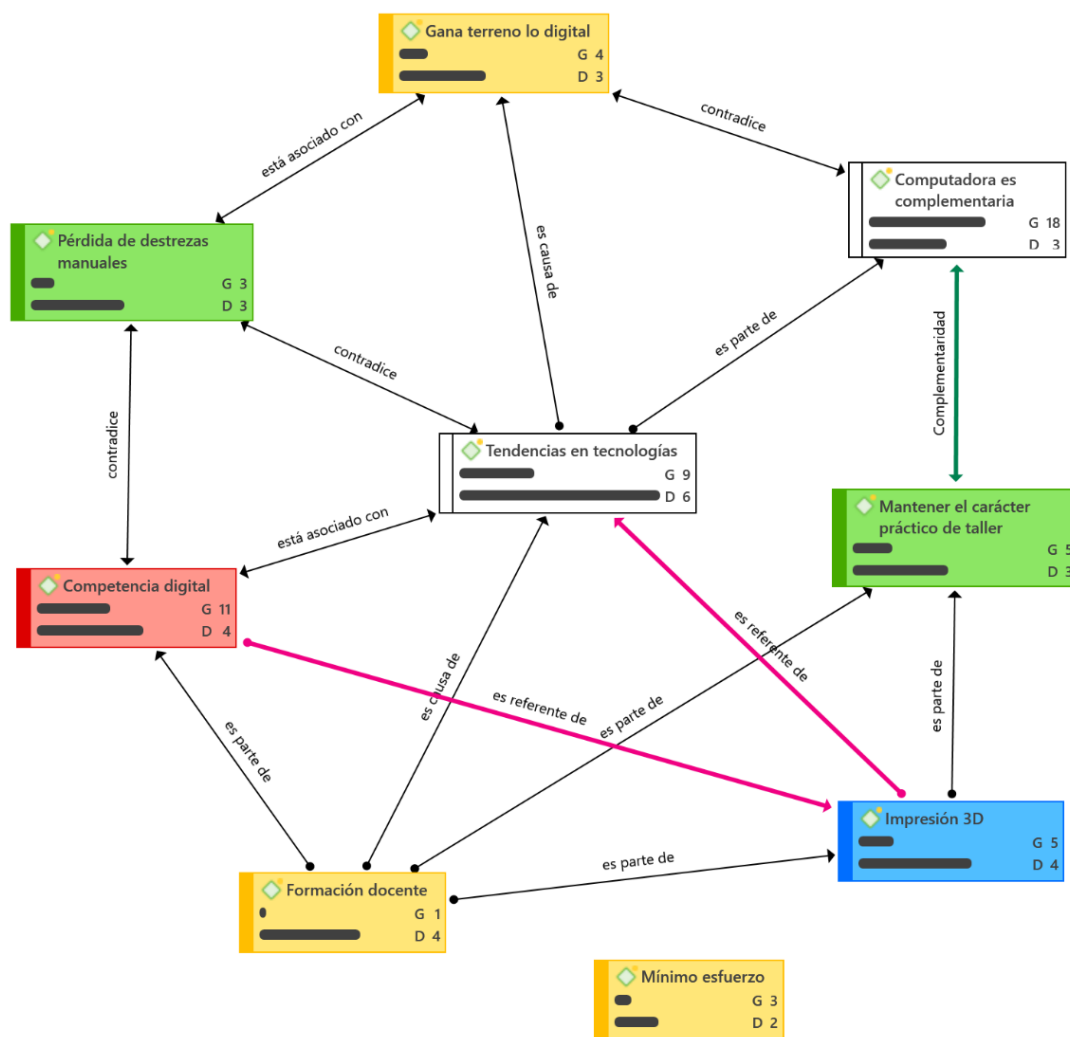 Gana terreno lo digital
G 4
D 3
está asociado con
contradice
es causa de
Computadora es
complementaria
G 18
D 3
Pérdida de destrezas
manuales
G 3
D 3
es parte de
contradice
Complementaridad
contradice
Tendencias en tecnologías
G 9
D 6
Mantener el carácter
práctico de taller
G 5
D 3
está asociado con
Competencia digital
G 11
D 4
es referente de
es causa de
es referente de
es parte de
es parte de
es parte de
Impresión 3D
G 5
D 4
es parte de
Formación docente
G 1
D 4
Mínimo esfuerzo
G 3
D 2